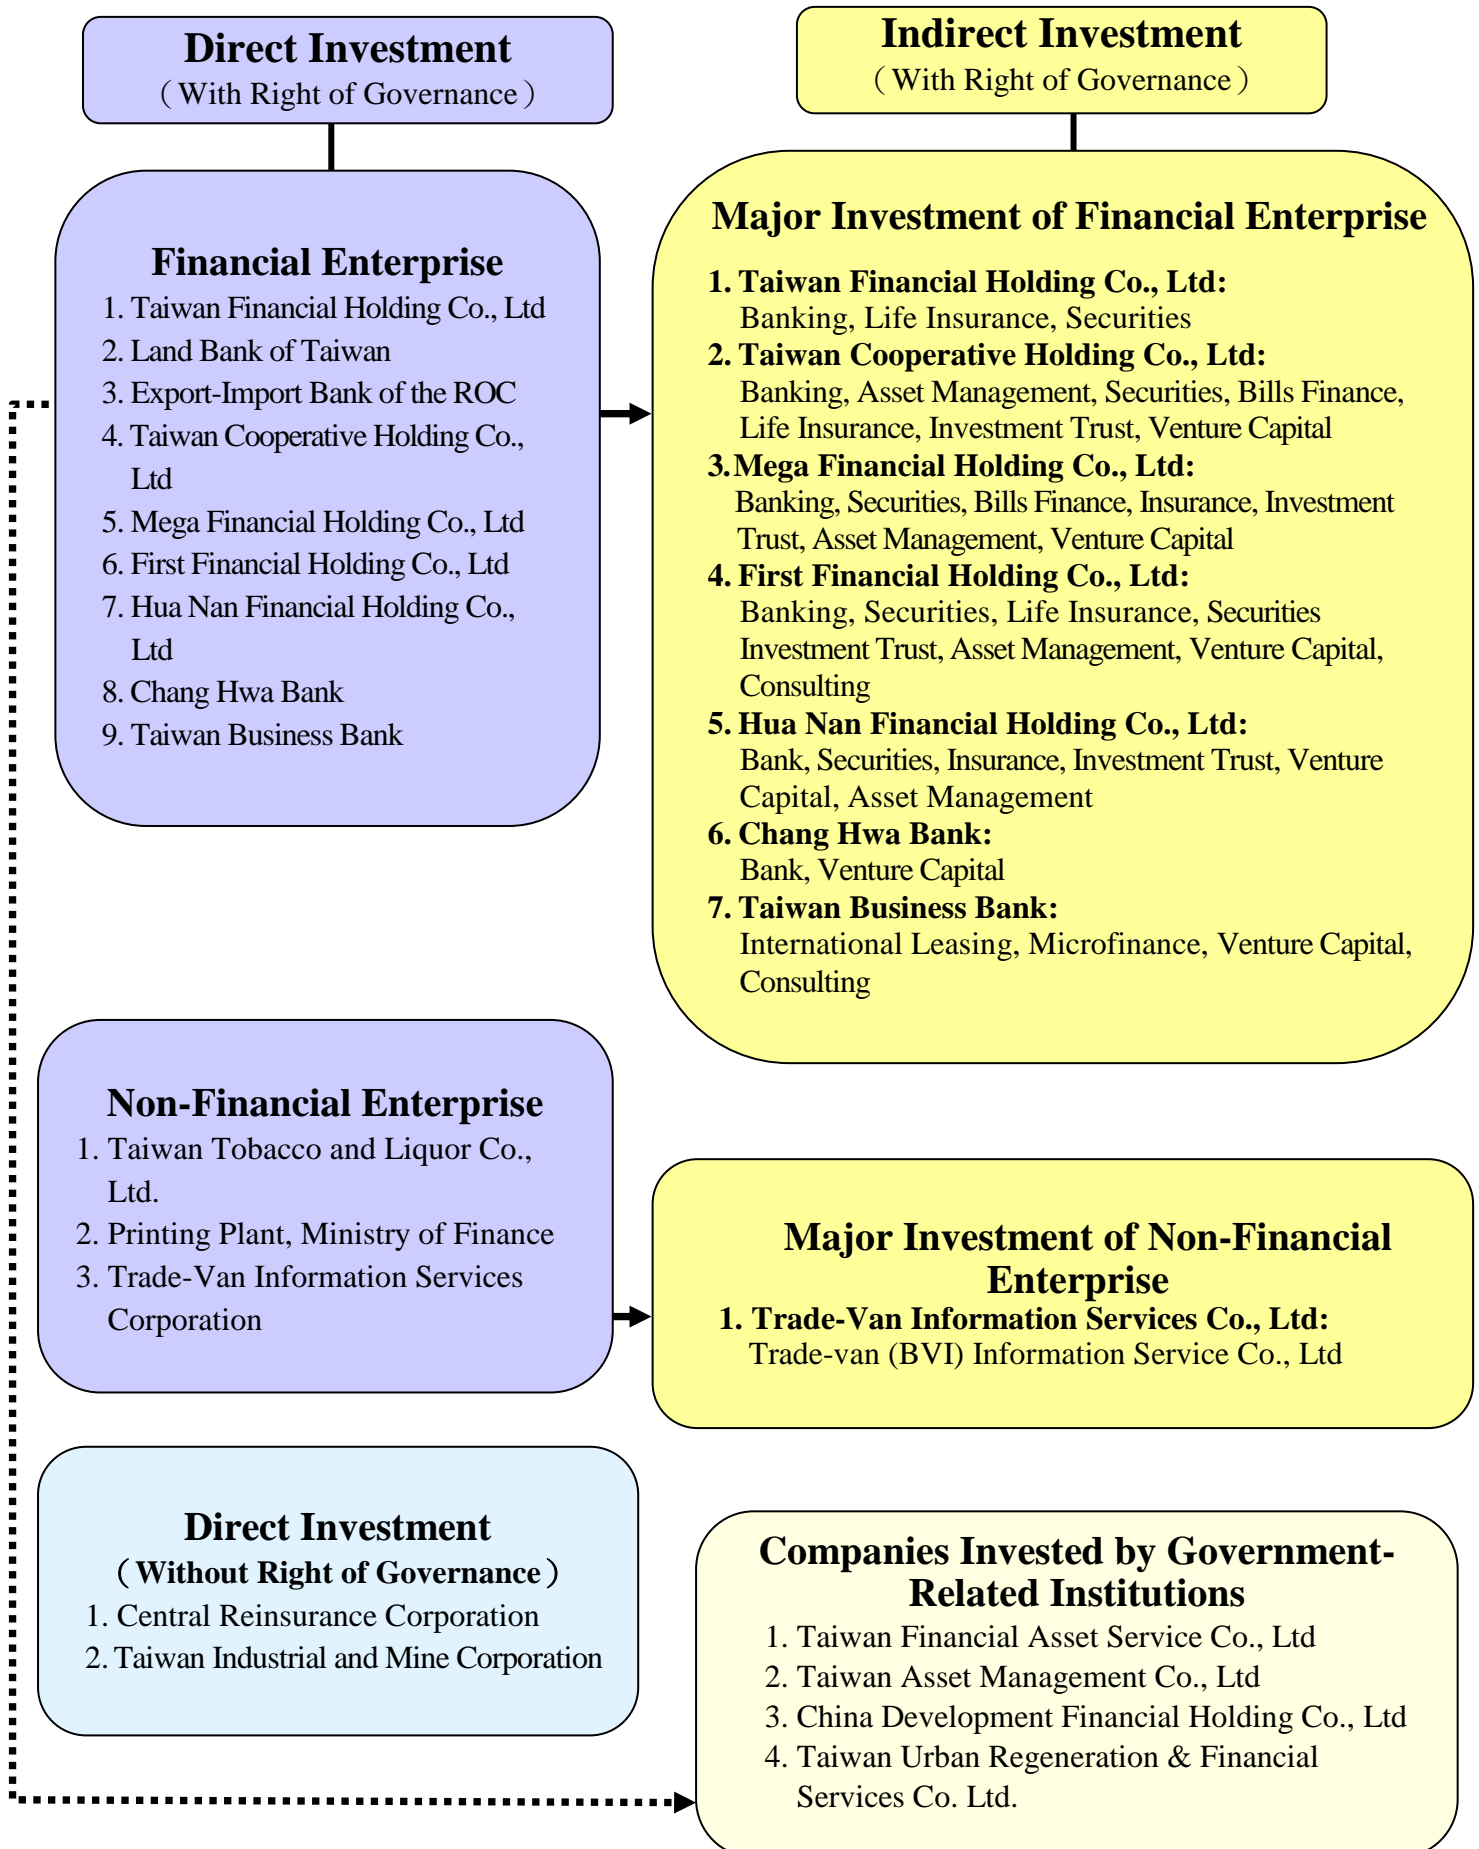 Direct Investment
（With Right of Governance）
Financial Enterprise
1. Taiwan Financial Holding Co., Ltd
2. Land Bank of Taiwan
3. Export-Import Bank of the ROC
4. Taiwan Cooperative Holding Co.,
Ltd
5. Mega Financial Holding Co., Ltd
6. First Financial Holding Co., Ltd
7. Hua Nan Financial Holding Co.,
Ltd
8. Chang Hwa Bank
9. Taiwan Business Bank
Non-Financial Enterprise
1. Taiwan Tobacco and Liquor Co.,
Ltd.
2. Printing Plant, Ministry of Finance
3. Trade-Van Information Services
Corporation
Direct Investment
（Without Right of Governance）
1. Central Reinsurance Corporation
2. Taiwan Industrial and Mine Corporation
Indirect Investment
（With Right of Governance）
Major Investment of Financial Enterprise
1. Taiwan Financial Holding Co., Ltd:
Banking, Life Insurance, Securities
2. Taiwan Cooperative Holding Co., Ltd:
Banking, Asset Management, Securities, Bills Finance,
Life Insurance, Investment Trust, Venture Capital
3.Mega Financial Holding Co., Ltd:
Banking, Securities, Bills Finance, Insurance, Investment
Trust, Asset Management, Venture Capital
4. First Financial Holding Co., Ltd:
Banking, Securities, Life Insurance, Securities
Investment Trust, Asset Management, Venture Capital,
Consulting
5. Hua Nan Financial Holding Co., Ltd:
Bank, Securities, Insurance, Investment Trust, Venture
Capital, Asset Management
6. Chang Hwa Bank:
Bank, Venture Capital
7. Taiwan Business Bank:
International Leasing, Microfinance, Venture Capital,
Consulting
Major Investment of Non-Financial
Enterprise
1. Trade-Van Information Services Co., Ltd:
Trade-van (BVI) Information Service Co., Ltd
Companies Invested by Government-
Related Institutions
1. Taiwan Financial Asset Service Co., Ltd
2. Taiwan Asset Management Co., Ltd
3. China Development Financial Holding Co., Ltd
4. Taiwan Urban Regeneration & Financial
Services Co. Ltd.